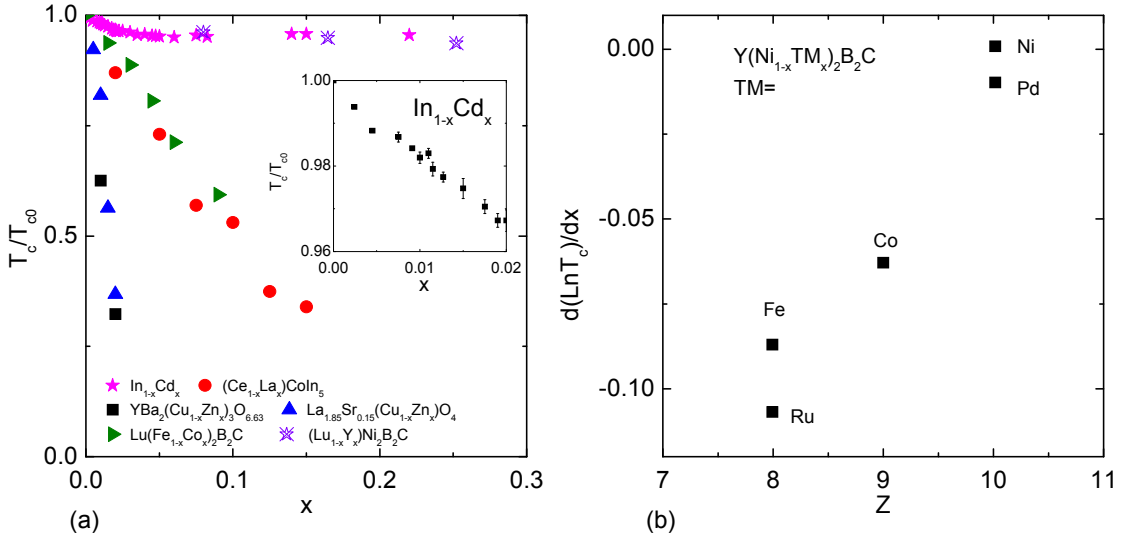 1.0
0.5
0.0
T_c/T_c0
0.0
0.1
0.2
0.3
x
(a)
In_1-xCd_x
1.00
0.98
0.96
T_c/T_c0
0.00
0.01
0.02
x
In_1-xCd_x
(Ce_1-xLa_x)CoIn_5
YBa_2(Cu_1-xZn_x)_3O_6.63
La_1.85Sr_0.15(Cu_1-xZn_x)O_4
Lu(Fe_1-xCo_x)_2B_2C
(Lu_1-xY_x)Ni_2B_2C
Y(Ni_1-xTM_x)_2B_2C
TM=
Ni
Pd
Co
Fe
Ru
0.00
-0.05
-0.10
d(LnT_c)/dx
7
8
9
10
11
Z
(b)